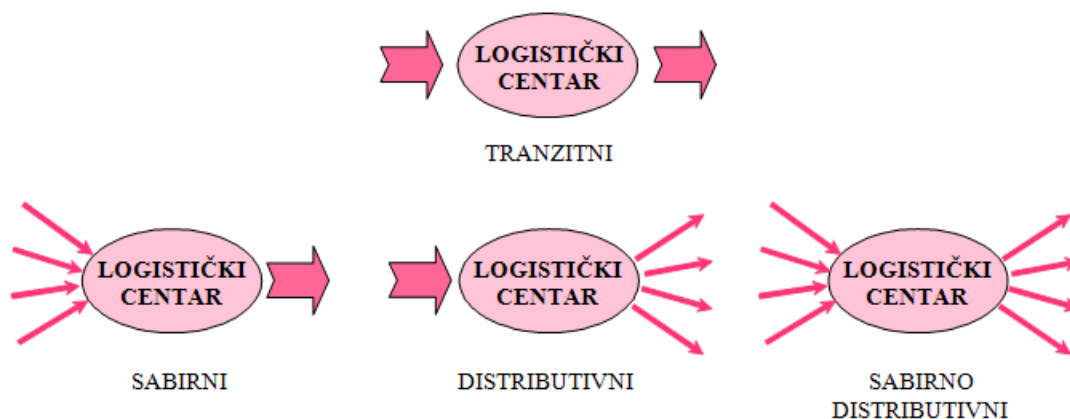 LOGISTIČKI
CENTAR
TRANZITNI
LOGISTIČKI
CENTAR
SABIRNI
LOGISTIČKI
CENTAR
DISTRIBUTIVNI
LOGISTIČKI
CENTAR
SABIRNO
DISTRIBUTIVNI